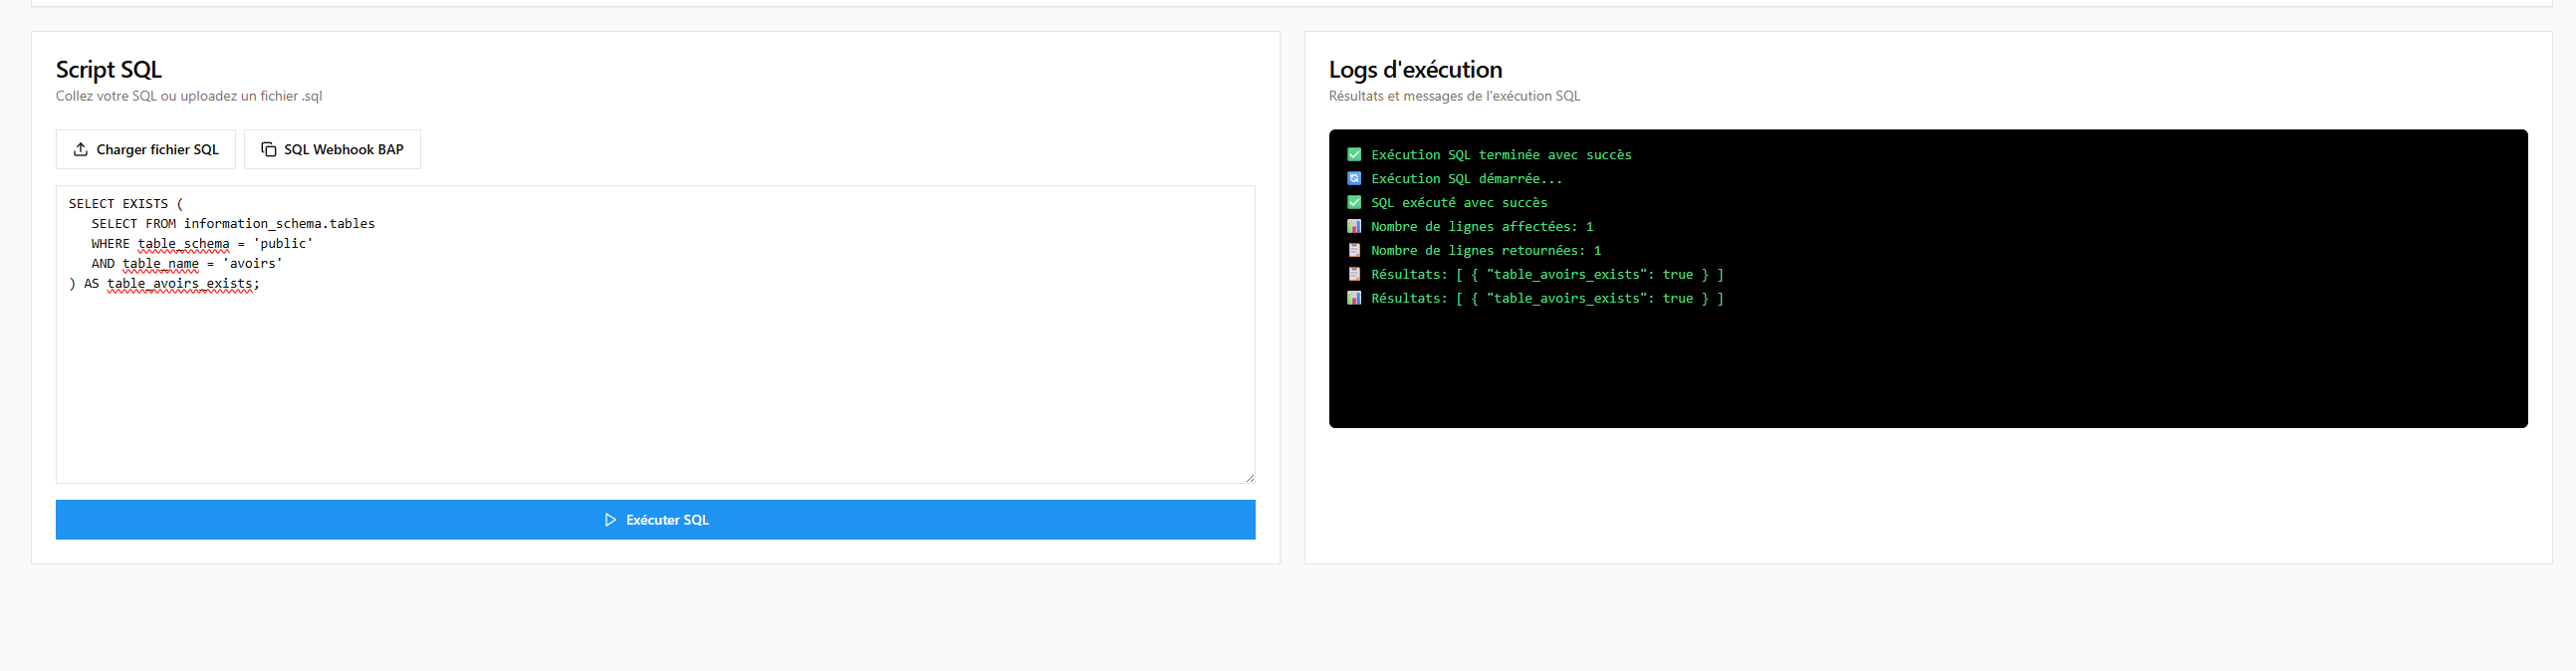 Script SQL
Collez votre SQL ou uploadez un fichier .sql
Charger fichier SQL
SQL Webhook BAP
SELECT EXISTS (
   SELECT FROM information_schema.tables
   WHERE table_schema = 'public'
   AND table_name = 'avoirs'
) AS table_avoirs_exists;
Exécuter SQL
Logs d'exécution
Résultats et messages de l'exécution SQL
✅ Exécution SQL terminée avec succès
🔄 Exécution SQL démarrée...
✅ SQL exécuté avec succès
📊 Nombre de lignes affectées: 1
📋 Nombre de lignes retournées: 1
📋 Résultats: [ { "table_avoirs_exists": true } ]
📊 Résultats: [ { "table_avoirs_exists": true } ]